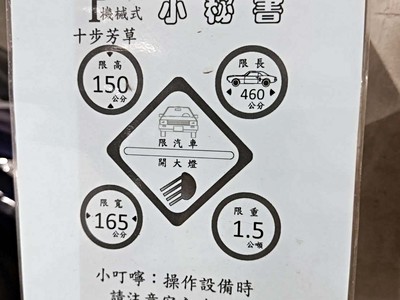 機械式 小秘書
十步芳草
限高
150
公分
限長
460
公分
限汽車
開大燈
限寬
165
公分
限重
1.5
公噸
小叮嚀：操作設備時